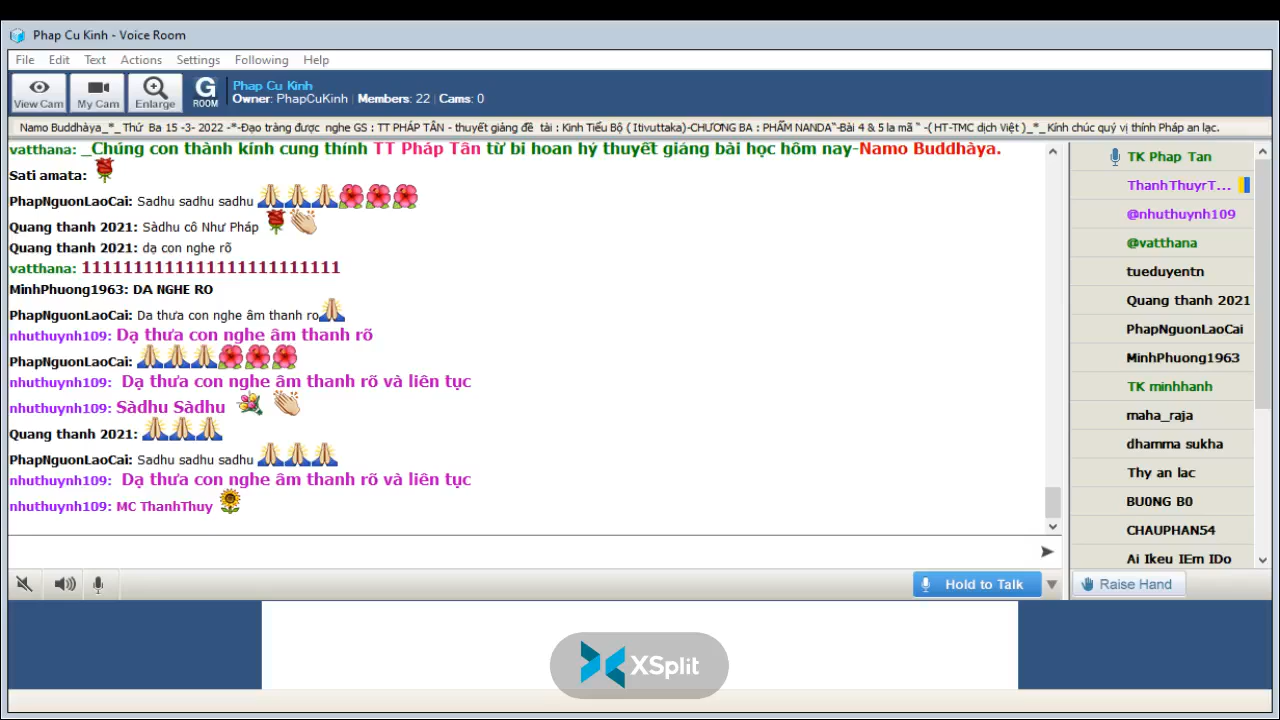 Phap Cu Kinh - Voice Room
File Edit Text Actions Settings Following Help
View Cam My Cam Enlarge G ROOM
Phap Cu Kinh
Owner: PhapCuKinh | Members: 22 | Cams: 0
Namo Buddhàya_*_ Thứ Ba 15 -3- 2022 -*-Đạo tràng được nghe GS : TT PHÁP TÂN - thuyết giảng đề tài : Kinh Tiểu Bộ ( Itivuttaka)-CHƯƠNG BA : PHẨM NANDA“-Bài 4 & 5 la mã “ -( HT-TMC dịch Việt )_*_ Kính chúc quý vị thính Pháp an lạc.
vatthana: _Chúng con thành kính cung thính TT Pháp Tân từ bi hoan hỷ thuyết giảng bài học hôm nay-Namo Buddhàya.
Sati amata:
PhapNguonLaoCai: Sadhu sadhu sadhu
Quang thanh 2021: Sàdhu cô Như Pháp
Quang thanh 2021: dạ con nghe rõ
vatthana: 1111111111111111111111111
MinhPhuong1963: DA NGHE RO
PhapNguonLaoCai: Da thưa con nghe âm thanh ro
nhuthuynh109: Dạ thưa con nghe âm thanh rõ
PhapNguonLaoCai:
nhuthuynh109: Dạ thưa con nghe âm thanh rõ và liên tục
nhuthuynh109: Sàdhu Sàdhu
Quang thanh 2021:
PhapNguonLaoCai: Sadhu sadhu sadhu
nhuthuynh109: Dạ thưa con nghe âm thanh rõ và liên tục
nhuthuynh109: MC ThanhThuy
TK Phap Tan
ThanhThuyrT...
@nhuthuynh109
@vatthana
tueduyentn
Quang thanh 2021
PhapNguonLaoCai
MinhPhuong1963
TK minhhanh
maha_raja
dhamma sukha
Thy an lac
BU0NG B0
CHAUPHAN54
Ai Ikeu IEm IDo
Hold to Talk
Raise Hand
XSplit